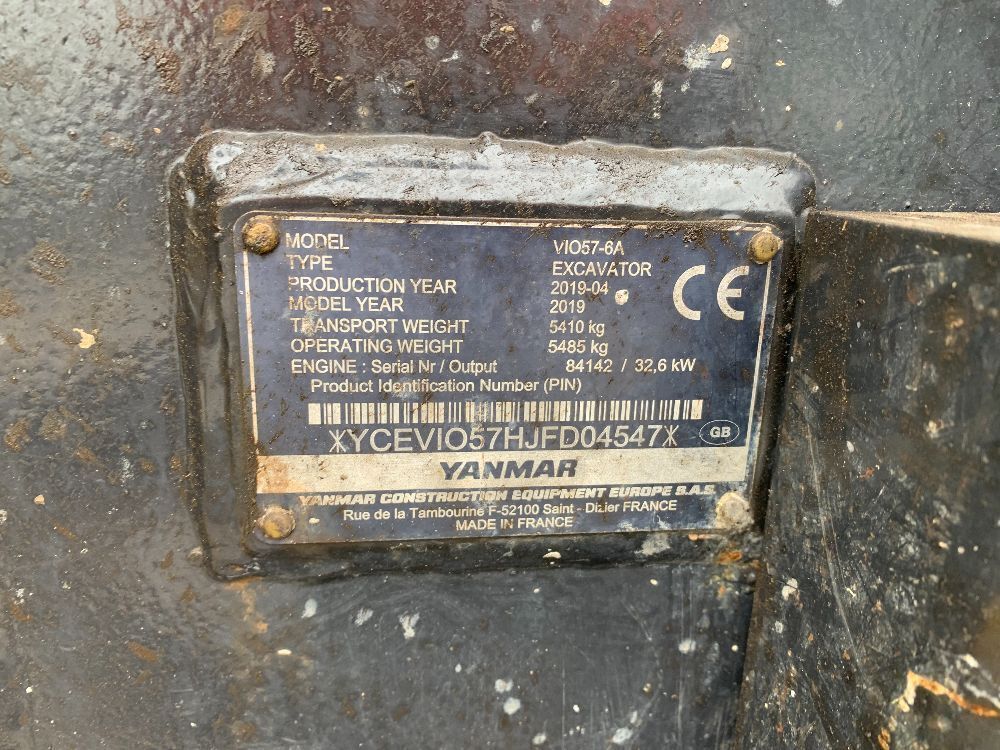 MODEL VIO57-6A
TYPE EXCAVATOR
PRODUCTION YEAR 2019-04
MODEL YEAR 2019
TRANSPORT WEIGHT 5410 kg
OPERATING WEIGHT 5485 kg
ENGINE : Serial Nr / Output 84142 / 32,6 kW
CE
Product Identification Number (PIN)
*YCEVIO57HJFD04547*
GB
YANMAR
YANMAR CONSTRUCTION EQUIPMENT EUROPE S.A.S.
Rue de la Tambourine F-52100 Saint - Dizier FRANCE
MADE IN FRANCE